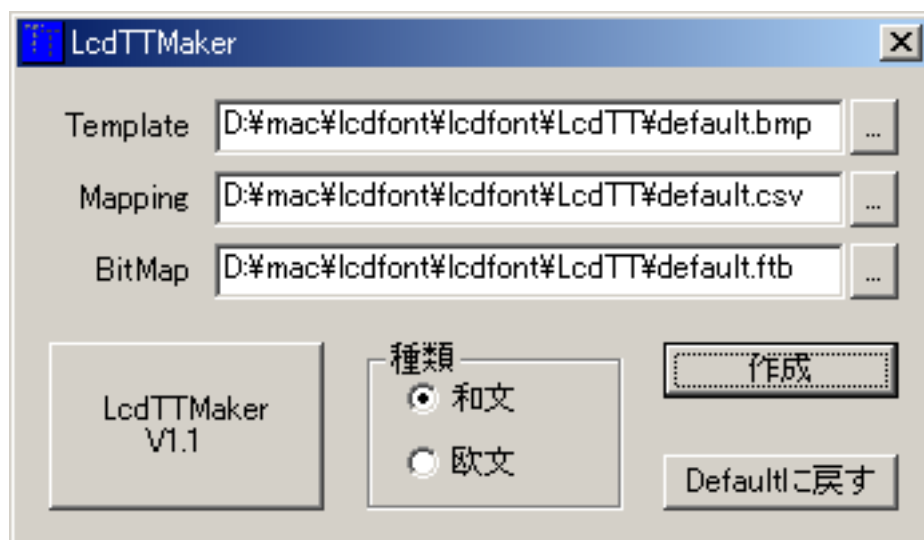 LcdTTMaker
Template D:¥mac¥lcdfont¥lcdfont¥LcdTT¥default.bmp ...
Mapping D:¥mac¥lcdfont¥lcdfont¥LcdTT¥default.csv ...
BitMap D:¥mac¥lcdfont¥lcdfont¥LcdTT¥default.ftb ...
LcdTTMaker
V1.1
種類
和文
欧文
作成
Defaultに戻す